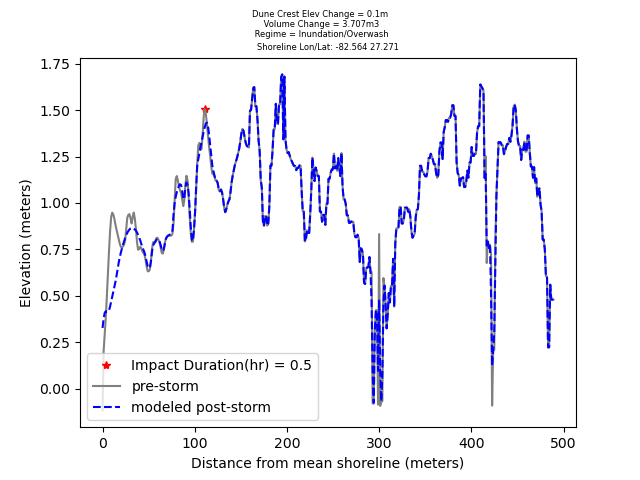 Dune Crest Elev Change = 0.1m
Volume Change = 3.707m3
Regime = Inundation/Overwash
Shoreline Lon/Lat: -82.564 27.271
1.75
1.50
1.25
1.00
0.75
0.50
0.25
0.00
Elevation (meters)
Impact Duration(hr) = 0.5
pre-storm
modeled post-storm
0 100 200 300 400 500
Distance from mean shoreline (meters)